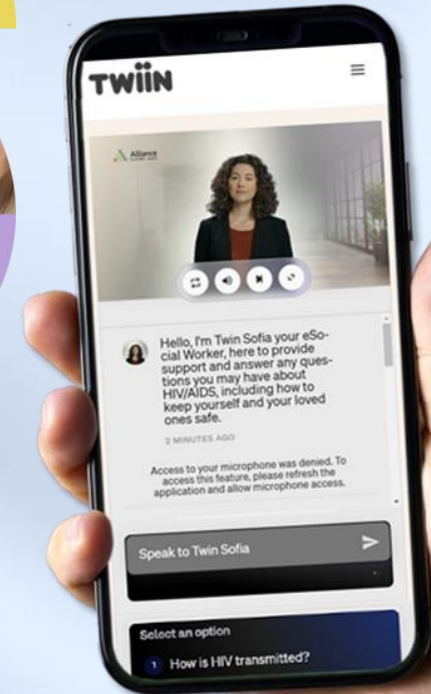 TWIIN
Alliance
Hello, I'm Twin Sofia your eSo-
cial Worker, here to provide
support and answer any ques-
tions you may have about
HIV/AIDS, including how to
keep yourself and your loved
ones safe.
2 MINUTES AGO
Access to your microphone was denied. To
access this feature, please refresh the
application and allow microphone access.
Speak to Twin Sofia
Select an option
1 How is HIV transmitted?